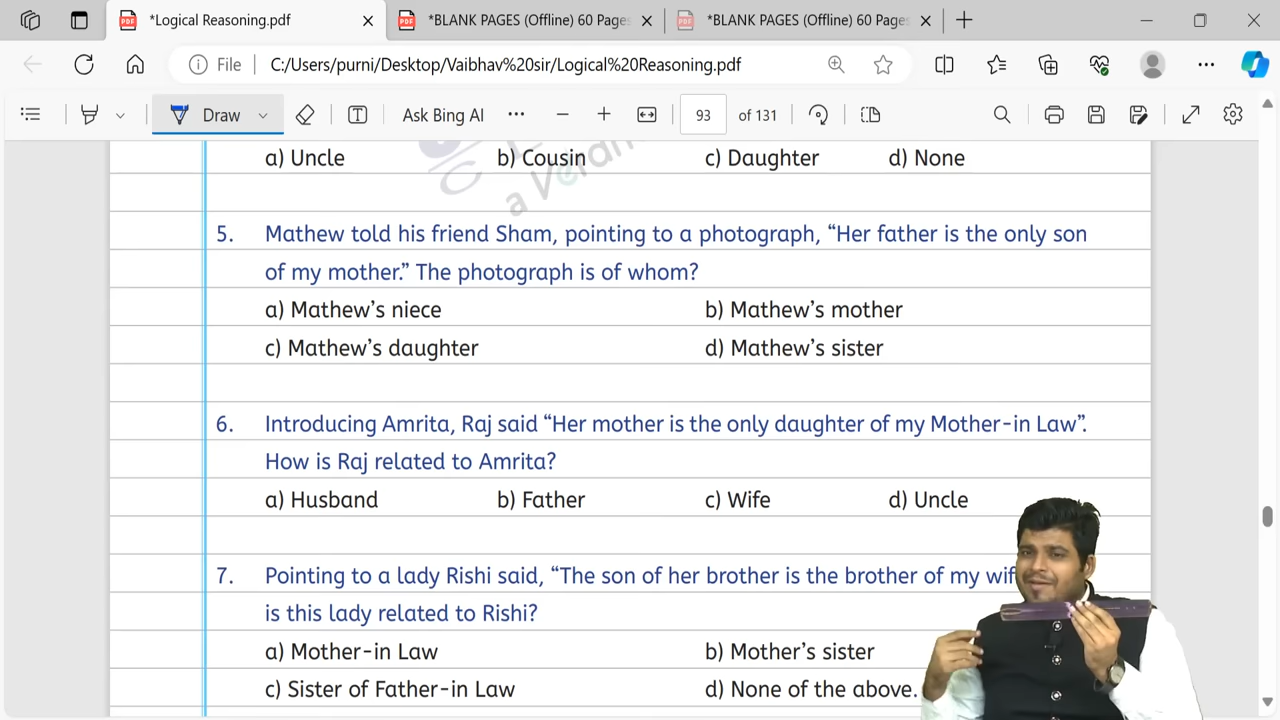 *Logical Reasoning.pdf
*BLANK PAGES (Offline) 60 Pages
*BLANK PAGES (Offline) 60 Pages
File
C:/Users/purni/Desktop/Vaibhav%20sir/Logical%20Reasoning.pdf
Draw
Ask Bing AI
93 of 131
a) Uncle b) Cousin c) Daughter d) None
5. Mathew told his friend Sham, pointing to a photograph, “Her father is the only son
of my mother.” The photograph is of whom?
a) Mathew’s niece b) Mathew’s mother
c) Mathew’s daughter d) Mathew’s sister
6. Introducing Amrita, Raj said “Her mother is the only daughter of my Mother-in Law”.
How is Raj related to Amrita?
a) Husband b) Father c) Wife d) Uncle
7. Pointing to a lady Rishi said, “The son of her brother is the brother of my
is this lady related to Rishi?
a) Mother-in Law b) Mother’s sister
c) Sister of Father-in Law d) None of the above.